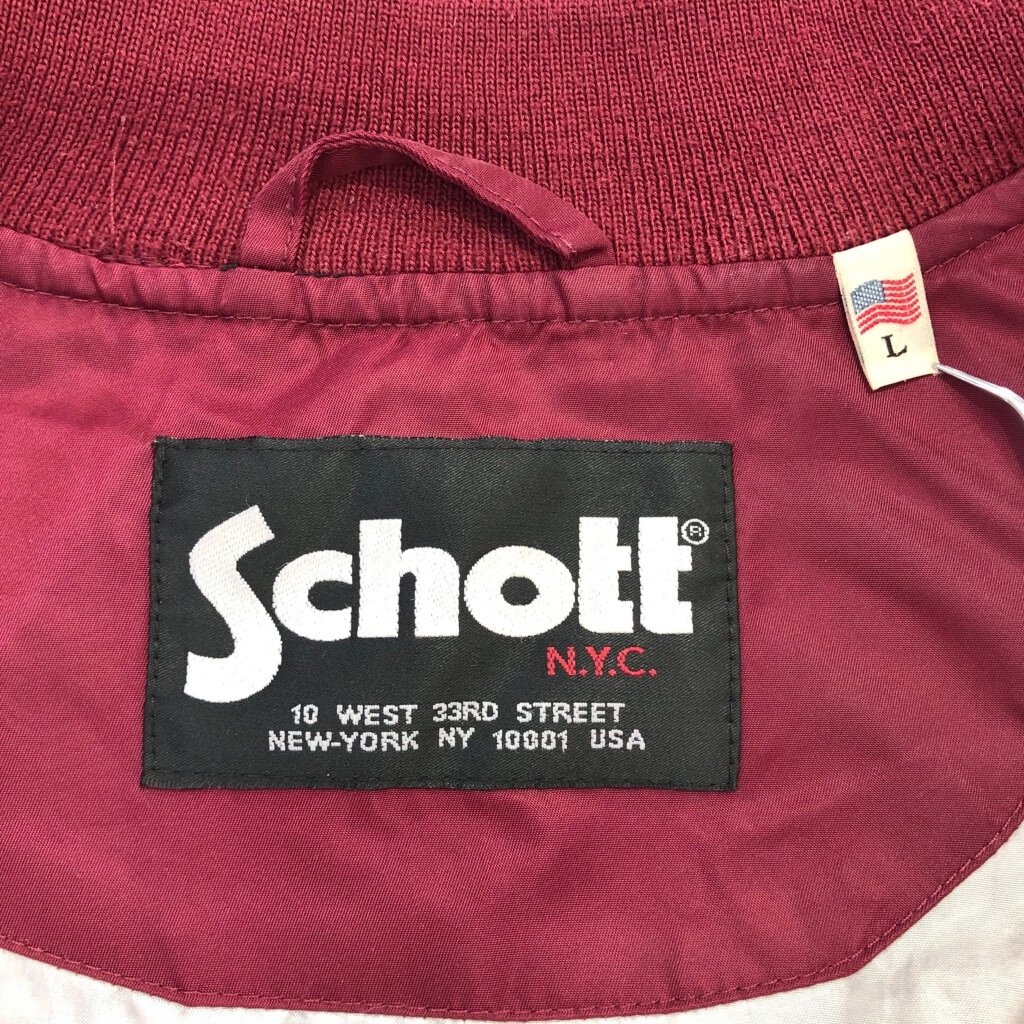 L
Schott®
N.Y.C.
10 WEST 33RD STREET
NEW-YORK NY 10001 USA